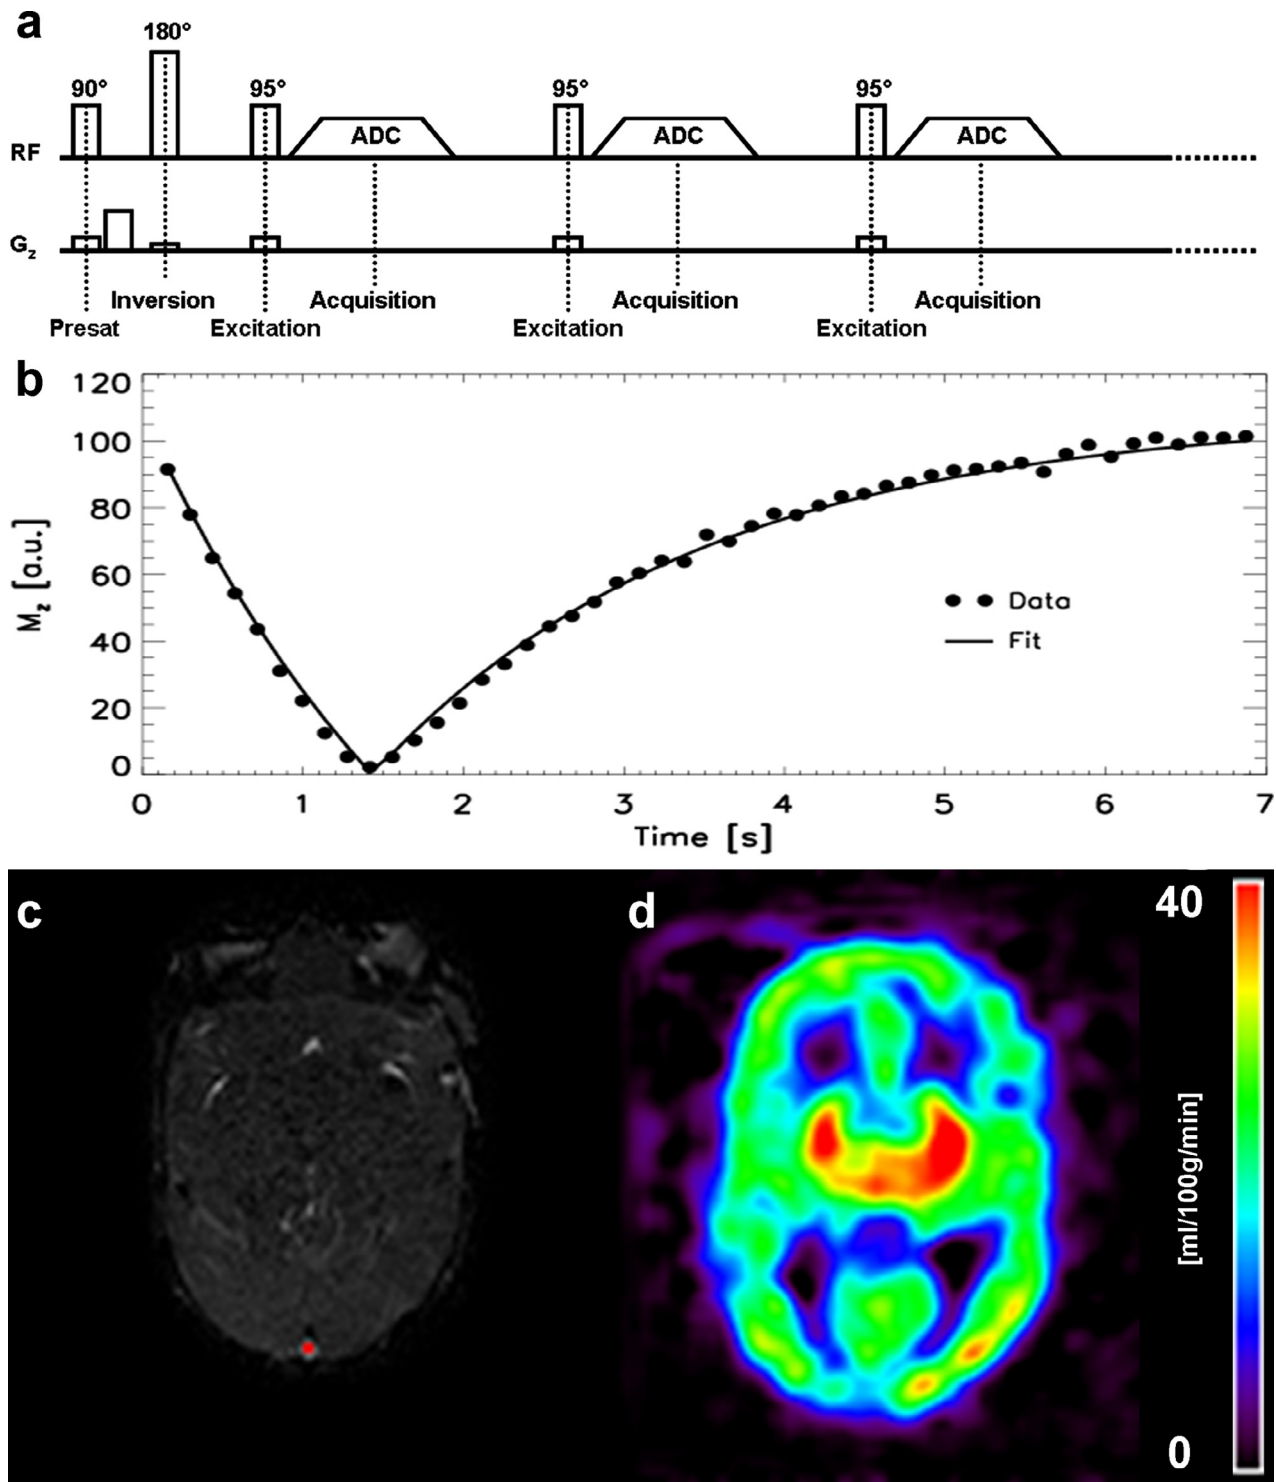 a
180°
90° 95° 95° 95°
ADC ADC ADC
RF
Gz
Inversion Acquisition Acquisition Acquisition
Presat Excitation Excitation Excitation
b
120
100
80
60
40
20
0
Mz [a.u.]
Data
Fit
0 1 2 3 4 5 6 7
Time [s]
c
d
40
[ml/100g/min]
0